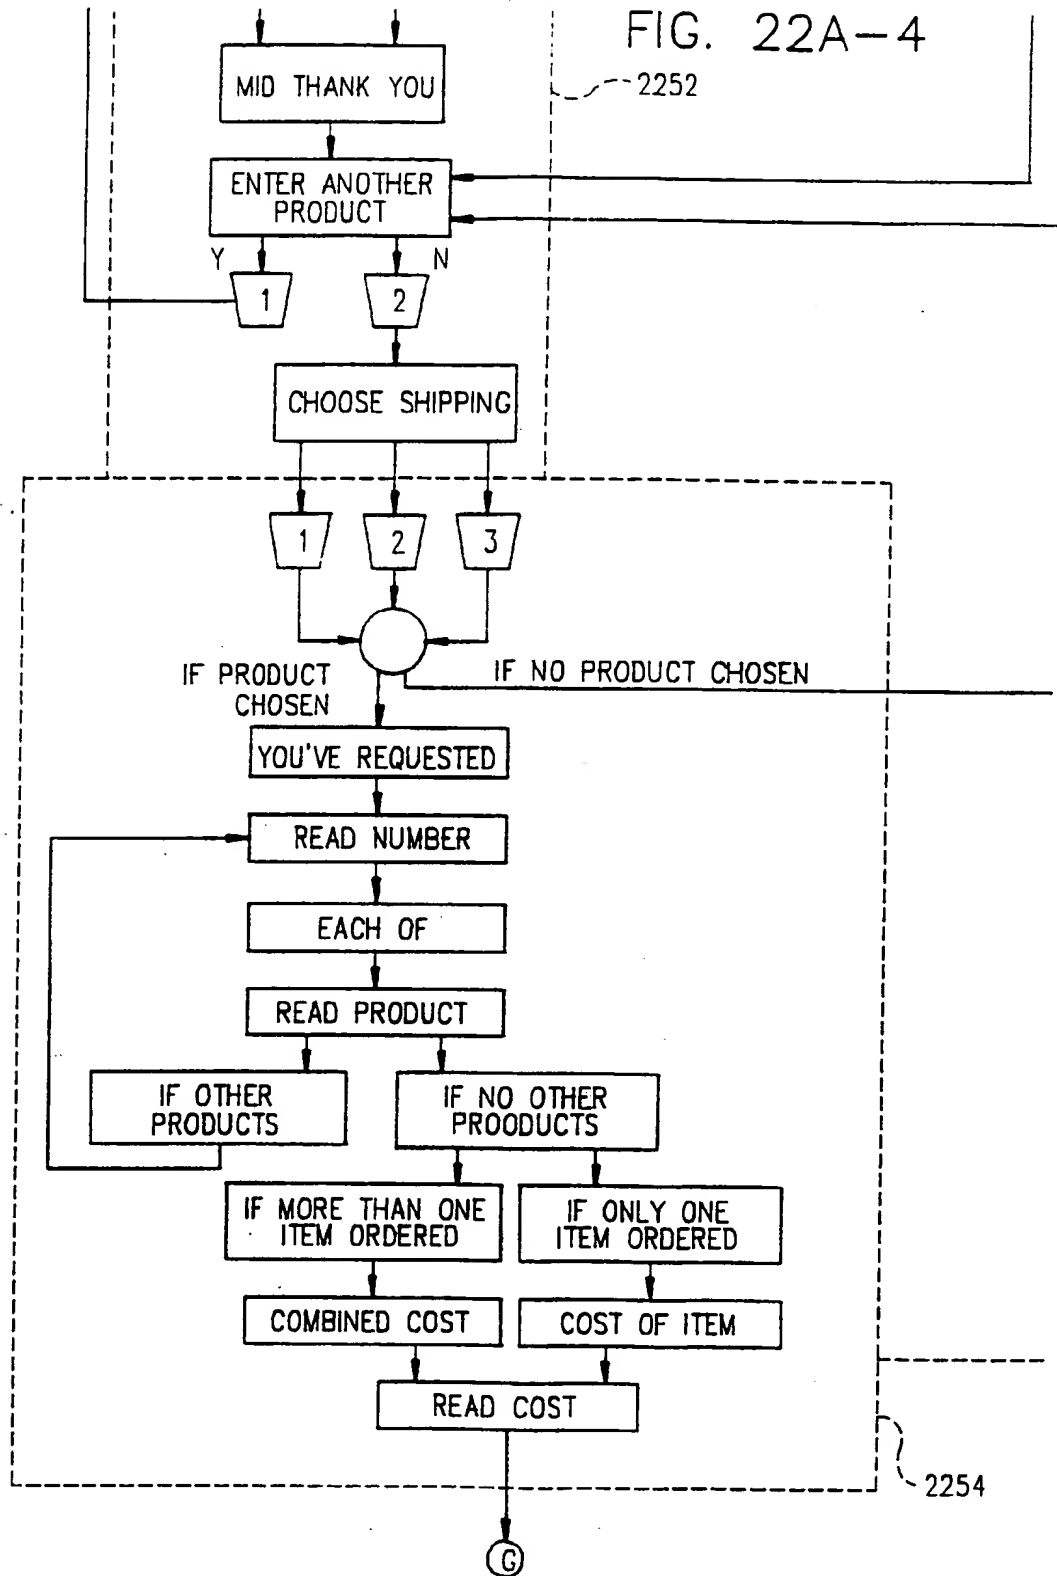 FIG. 22A-4
MID THANK YOU
2252
ENTER ANOTHER
PRODUCT
Y
N
1
2
CHOOSE SHIPPING
1
2
3
IF PRODUCT
CHOSEN
IF NO PRODUCT CHOSEN
YOU'VE REQUESTED
READ NUMBER
EACH OF
READ PRODUCT
IF OTHER
PRODUCTS
IF NO OTHER
PROODUCTS
IF MORE THAN ONE
ITEM ORDERED
IF ONLY ONE
ITEM ORDERED
COMBINED COST
COST OF ITEM
READ COST
2254
G